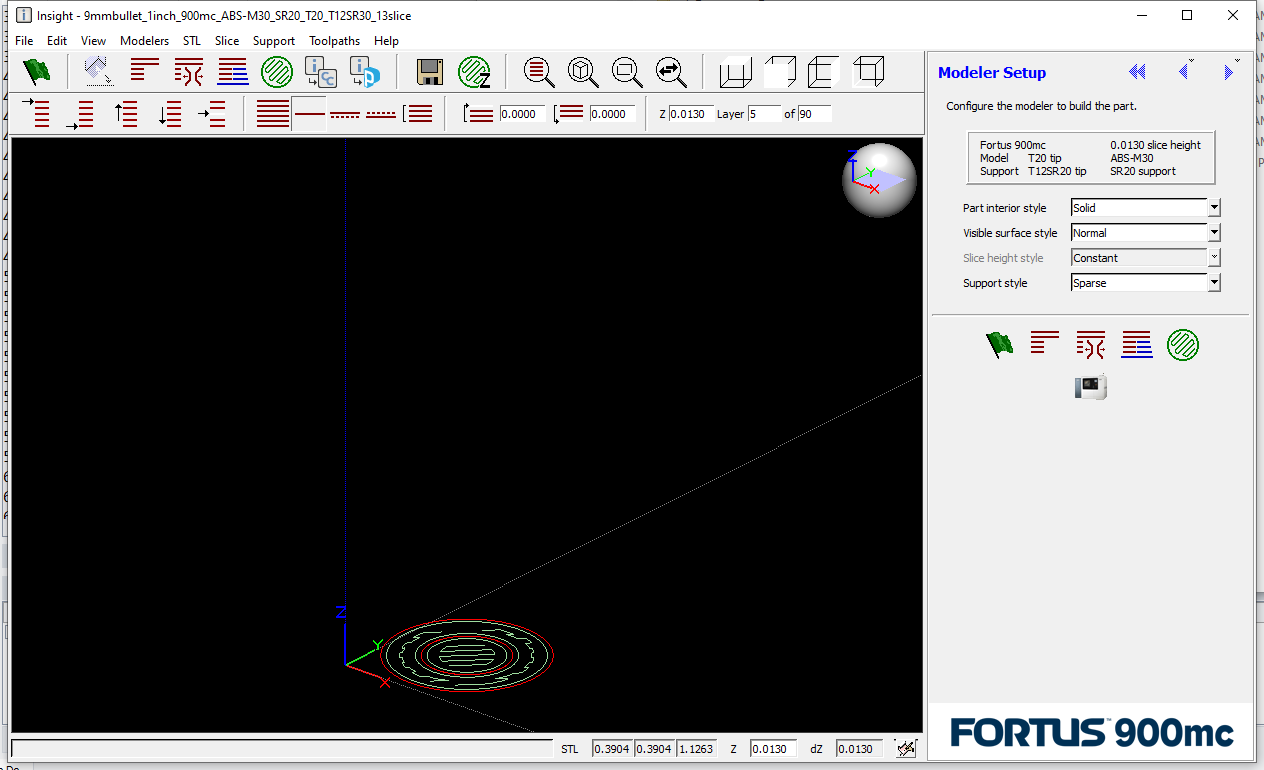 Insight - 9mmbullet_1inch_900mc_ABS-M30_SR20_T20_T12SR30_13slice
File Edit View Modelers STL Slice Support Toolpaths Help
0.0000 0.0000 Z 0.0130 Layer 5 of 90
Z
Y
X
Z
Y
X
STL 0.3904 0.3904 1.1263 Z 0.0130 dZ 0.0130
Modeler Setup
Configure the modeler to build the part.
Fortus 900mc 0.0130 slice height
Model T20 tip ABS-M30
Support T12SR20 tip SR20 support
Part interior style Solid
Visible surface style Normal
Slice height style Constant
Support style Sparse
FORTUS™ 900mc